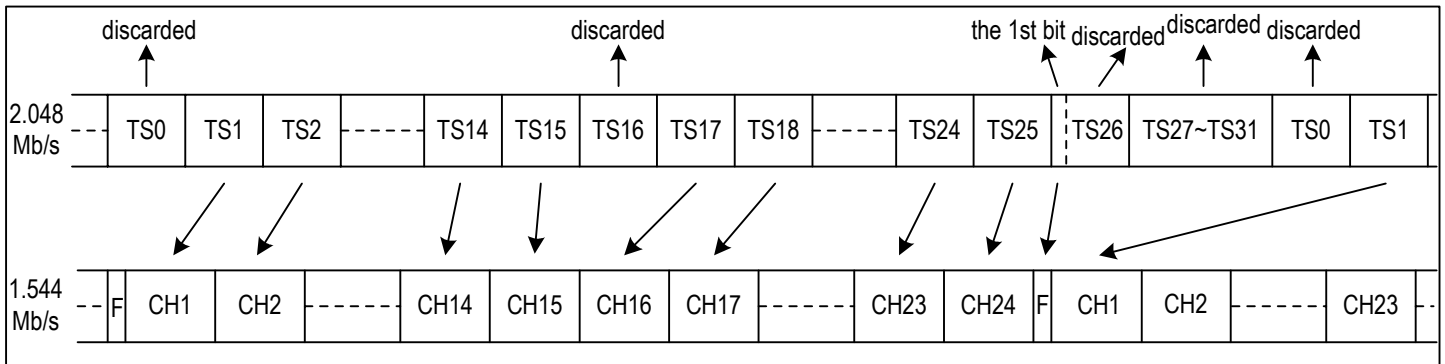 discarded discarded the 1st bit discarded discarded discarded
2.048 Mb/s TS0 TS1 TS2 TS14 TS15 TS16 TS17 TS18 TS24 TS25 TS26 TS27~TS31 TS0 TS1
1.544 Mb/s F CH1 CH2 CH14 CH15 CH16 CH17 CH23 CH24 F CH1 CH2 CH23